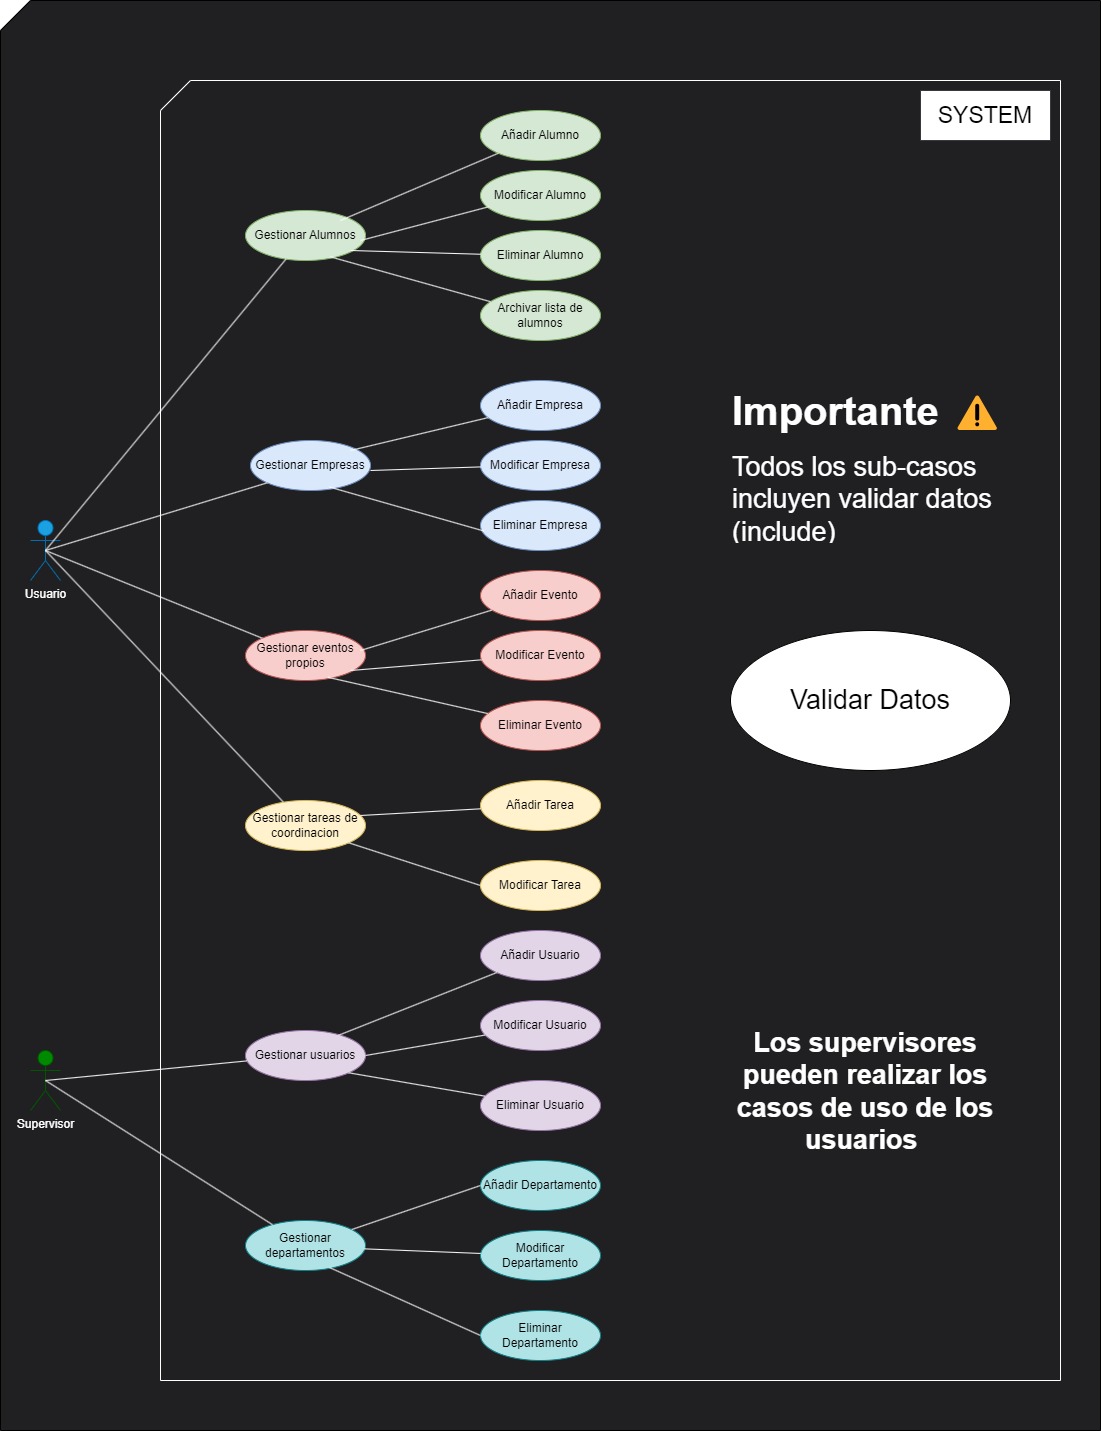 SYSTEM
Añadir Alumno
Modificar Alumno
Gestionar Alumnos
Eliminar Alumno
Archivar lista de
alumnos
Añadir Empresa
Gestionar Empresas
Modificar Empresa
Eliminar Empresa
Importante
Todos los sub-casos
incluyen validar datos
(include)
Usuario
Añadir Evento
Gestionar eventos
propios
Modificar Evento
Eliminar Evento
Validar Datos
Añadir Tarea
Gestionar tareas de
coordinacion
Modificar Tarea
Añadir Usuario
Modificar Usuario
Gestionar usuarios
Eliminar Usuario
Supervisor
Los supervisores
pueden realizar los
casos de uso de los
usuarios
Añadir Departamento
Gestionar
departamentos
Modificar
Departamento
Eliminar
Departamento